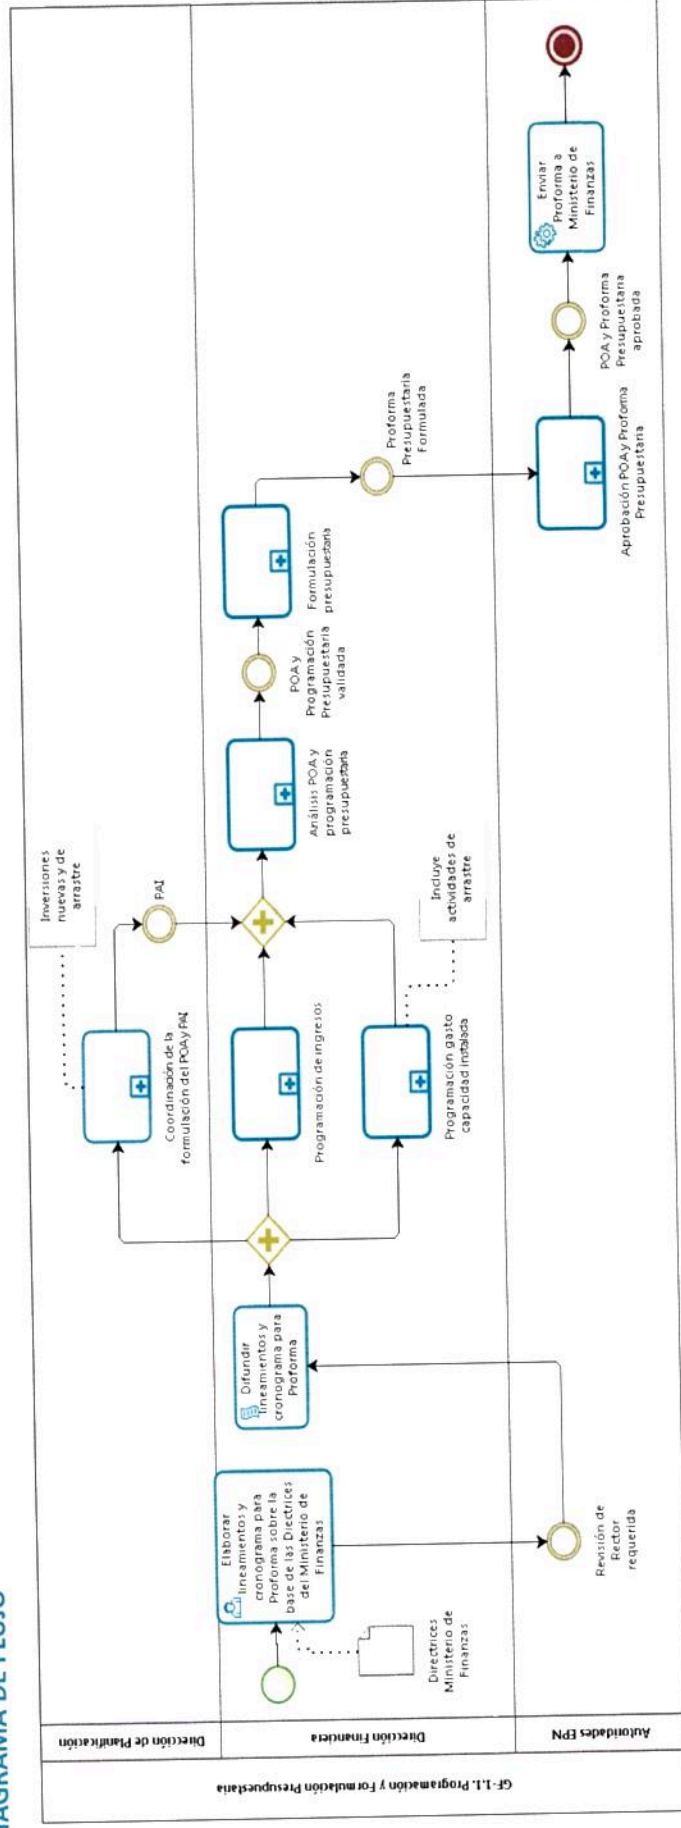 IAGRAMA DE FLUJO
GF-1.1. Programación y Formulación Presupuestaria
Dirección de Planificación
Dirección Financiera
Autoridades EPN
Elaborar
lineamientos y
cronograma para
Proforma sobre la
base de las Directrices
del Ministerio de
Finanzas
Directrices
Ministerio de
Finanzas
Revisión de
Rector
requerida
Difundir
lineamientos y
cronograma para
Proforma
Coordinación de la
formulación del POA y PAI
Inversiones
nuevas y de
arrastre
PAI
Programación de ingresos
Programación gasto
capacidad instalada
Incluye
actividades de
arrastre
Análisis POA y
programación
presupuestaria
POA y
Programación
Presupuestaria
validada
Formulación
presupuestaria
Proforma
Presupuestaria
Formulada
Aprobación POA y Proforma
Presupuestaria
POA y Proforma
Presupuestaria
aprobada
Enviar
Proforma a
Ministerio de
Finanzas